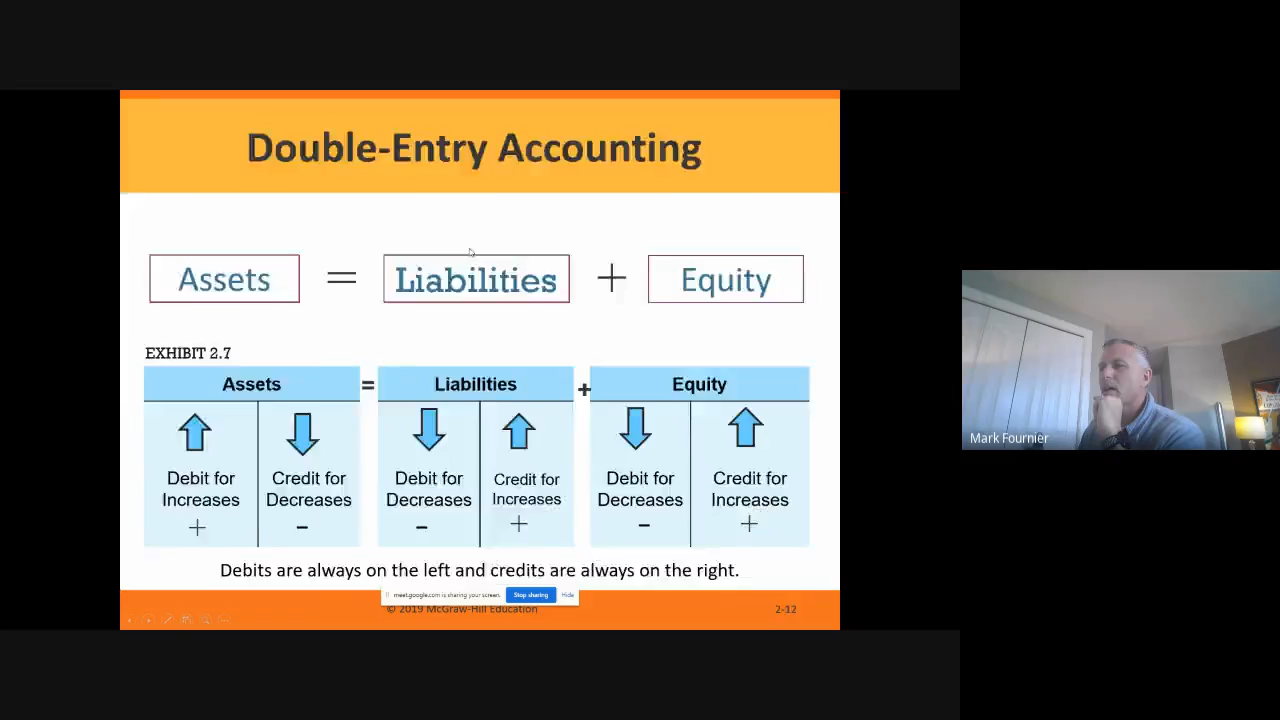 Double-Entry Accounting
Assets = Liabilities + Equity
EXHIBIT 2.7
Assets = Liabilities + Equity
Debit for Increases +
Credit for Decreases -
Debit for Decreases -
Credit for Increases +
Debit for Decreases -
Credit for Increases +
Debits are always on the left and credits are always on the right.
meet.google.com is sharing your screen. Stop sharing Hide
© 2019 McGraw-Hill Education 2-12
Mark Fournier